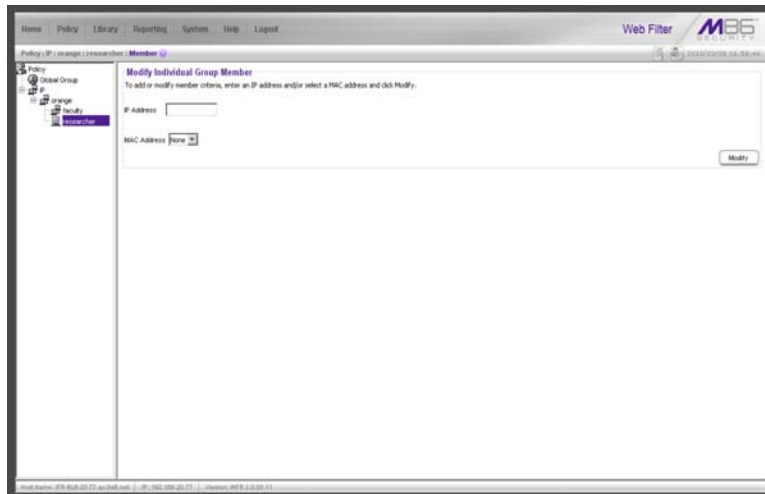 Home Policy Library Reporting System Help Logout
Web Filter
M86
SECURITY
Policy : IP : orange : researcher : Member
Policy
Global Group
IP
orange
faculty
researcher
Modify Individual Group Member
To add or modify member criteria, enter an IP address and/or select a MAC address and click Modify.
IP Address
MAC Address None
Modify